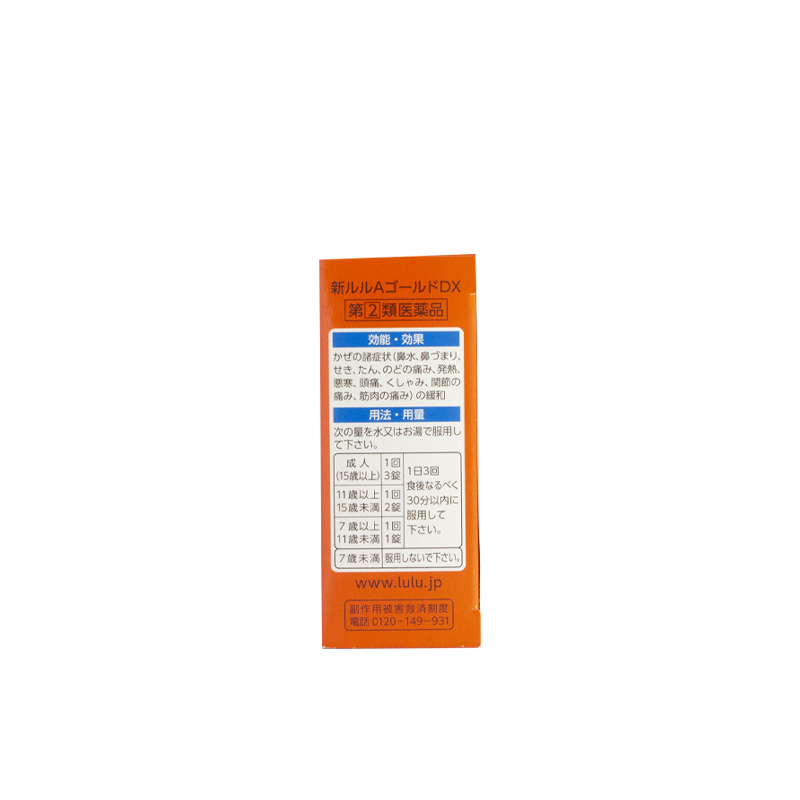 新ルルAゴールドDX
第②類医薬品
効能・効果
かぜの諸症状(鼻水、鼻づまり、
せき、たん、のどの痛み、発熱、
悪寒、頭痛、くしゃみ、関節の
痛み、筋肉の痛み)の緩和
用法・用量
次の量を水又はお湯で服用し
て下さい。
成人
(15歳以上)
1回
3錠
11歳以上
15歳未満
1回
2錠
7歳以上
11歳未満
1回
1錠
1日3回
食後なるべく
30分以内に
服用して
下さい。
7歳未満 服用しないで下さい。
www.lulu.jp
副作用被害救済制度
電話 0120-149-931